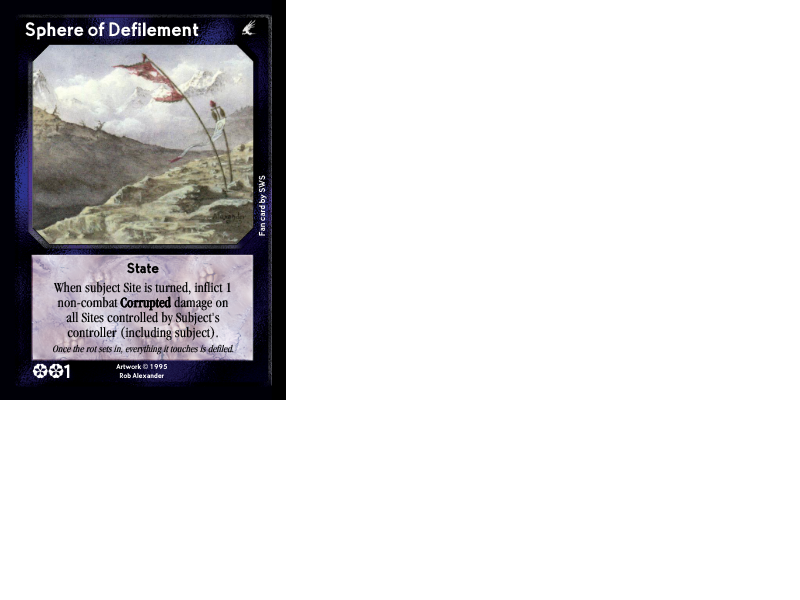 Sphere of Defilement
Fan card by SWS
State
When subject Site is turned, inflict 1
non-combat Corrupted damage on
all Sites controlled by Subject's
controller (including subject).
Once the rot sets in, everything it touches is defiled.
1
Artwork © 1995
Rob Alexander